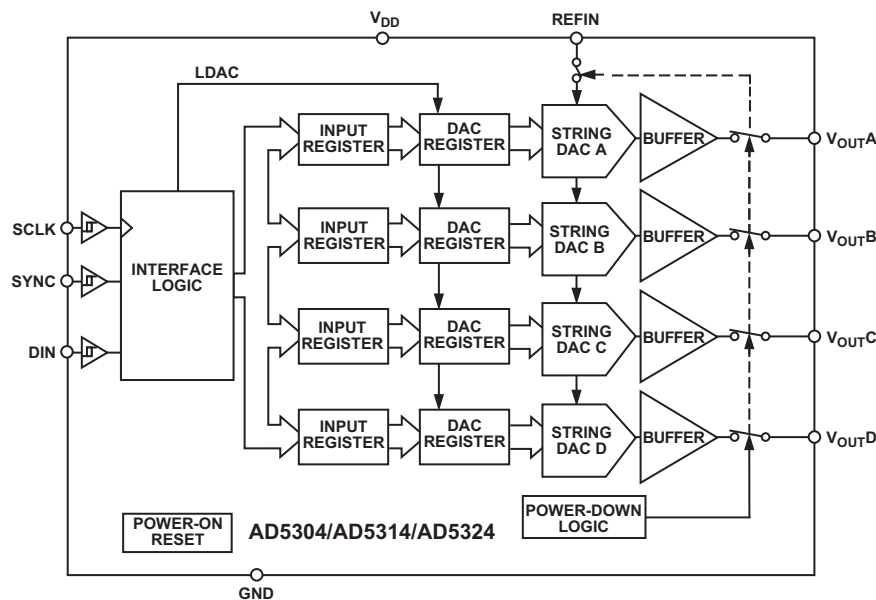 VDD
REFIN
LDAC
INPUT
REGISTER
DAC
REGISTER
STRING
DAC A
BUFFER
VOUTA
SCLK
INPUT
REGISTER
DAC
REGISTER
STRING
DAC B
BUFFER
VOUTB
SYNC
INTERFACE
LOGIC
INPUT
REGISTER
DAC
REGISTER
STRING
DAC C
BUFFER
VOUTC
DIN
INPUT
REGISTER
DAC
REGISTER
STRING
DAC D
BUFFER
VOUTD
POWER-ON
RESET
AD5304/AD5314/AD5324
POWER-DOWN
LOGIC
GND